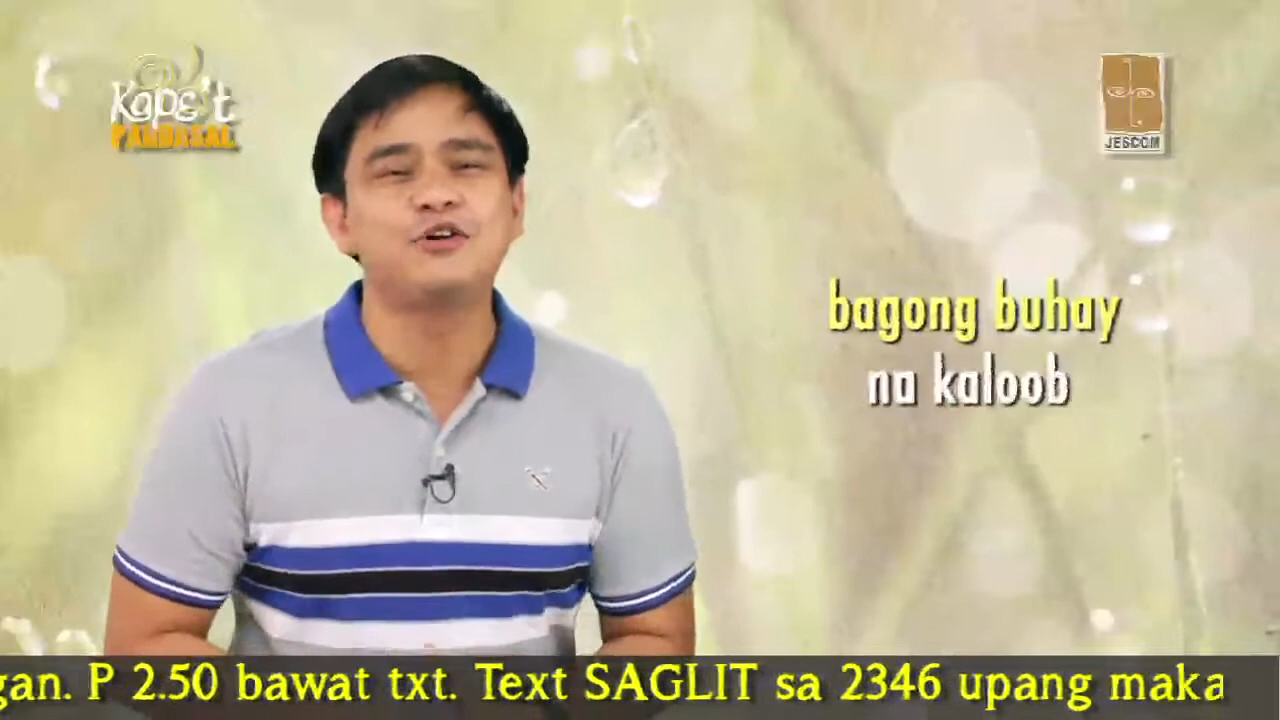 Kape't
PANDASAL
JESCOM
bagong buhay
na kaloob
gan. P 2.50 bawat txt. Text SAGLIT sa 2346 upang maka